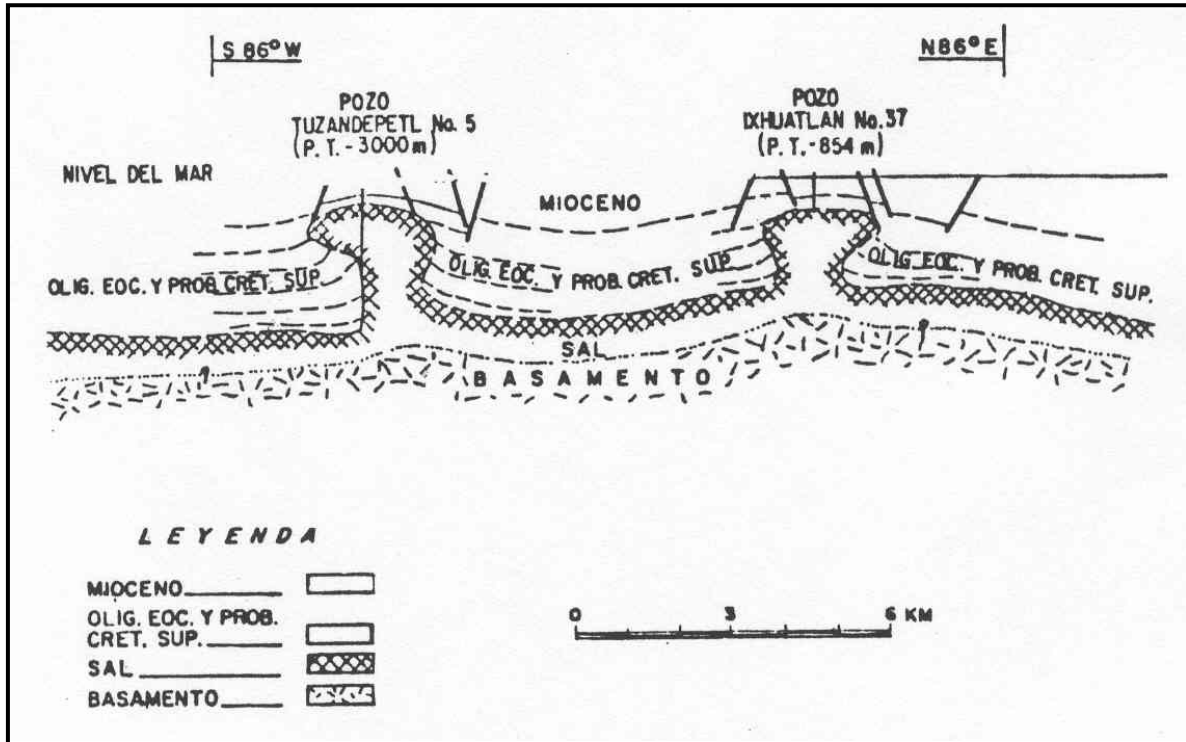 S 86° W
N86° E
POZO
TUZANDEPETL No. 5
(P. T. - 3000 m)
POZO
IXHUATLAN No. 37
(P. T. - 854 m)
NIVEL DEL MAR
MIOCENO
OLIG. EOC. Y PROB. CRET. SUP.
OLIG. EOC. Y PROB. CRET. SUP.
OLIG. EOC. Y PROB. CRET. SUP.
SAL
?
?
BASAMENTO
LEYENDA
MIOCENO
OLIG. EOC. Y PROB.
CRET. SUP.
SAL
BASAMENTO
0 3 6 KM